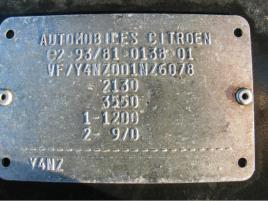 AUTOMOBILES CITROEN
e2-93/81-0138-01
VF7Y4NZ001NZ6078
2130
3550
1-1200
2- 970
Y4NZ